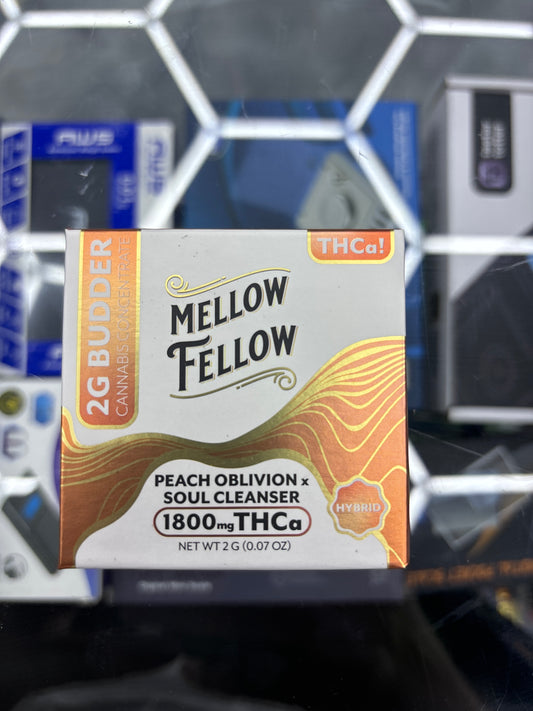 AWS
THCa!
2G BUDDER
CANNABIS CONCENTRATE
MELLOW
FELLOW
PEACH OBLIVION x
SOUL CLEANSER
1800mg THCa
HYBRID
NET WT 2 G (0.07 OZ)